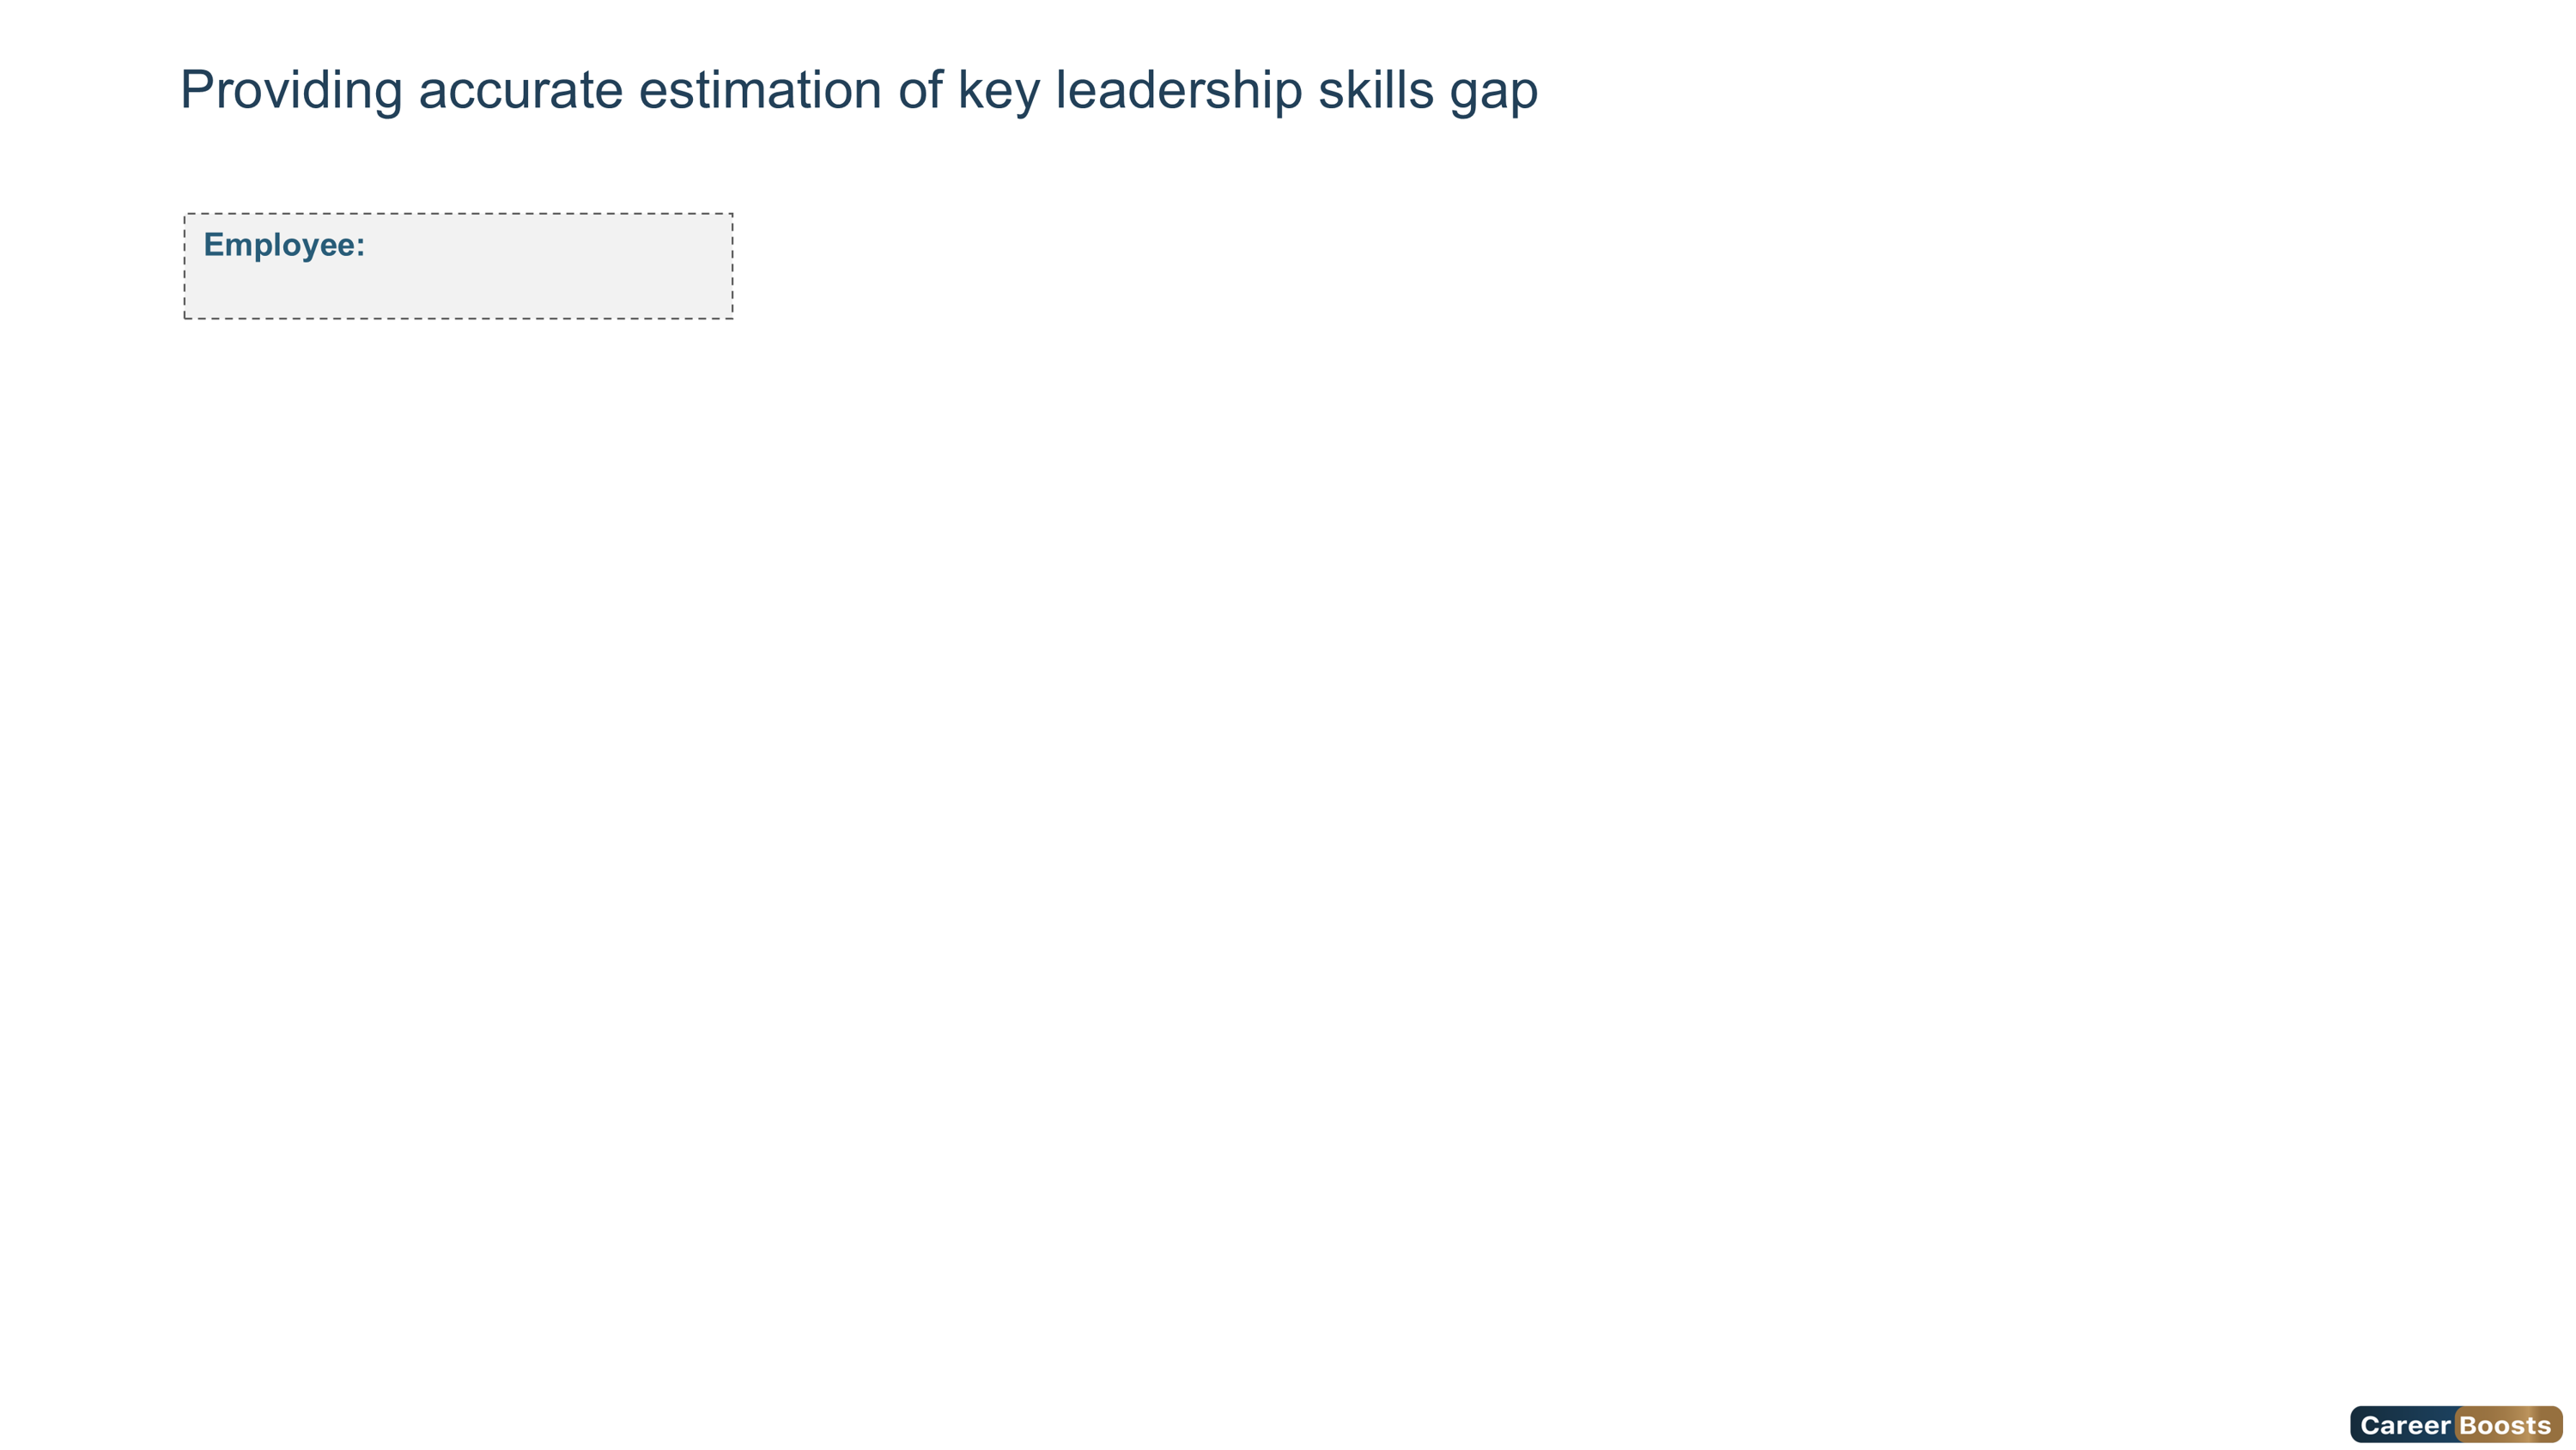 Providing accurate estimation of key leadership skills gap
Employee:
Career Boosts